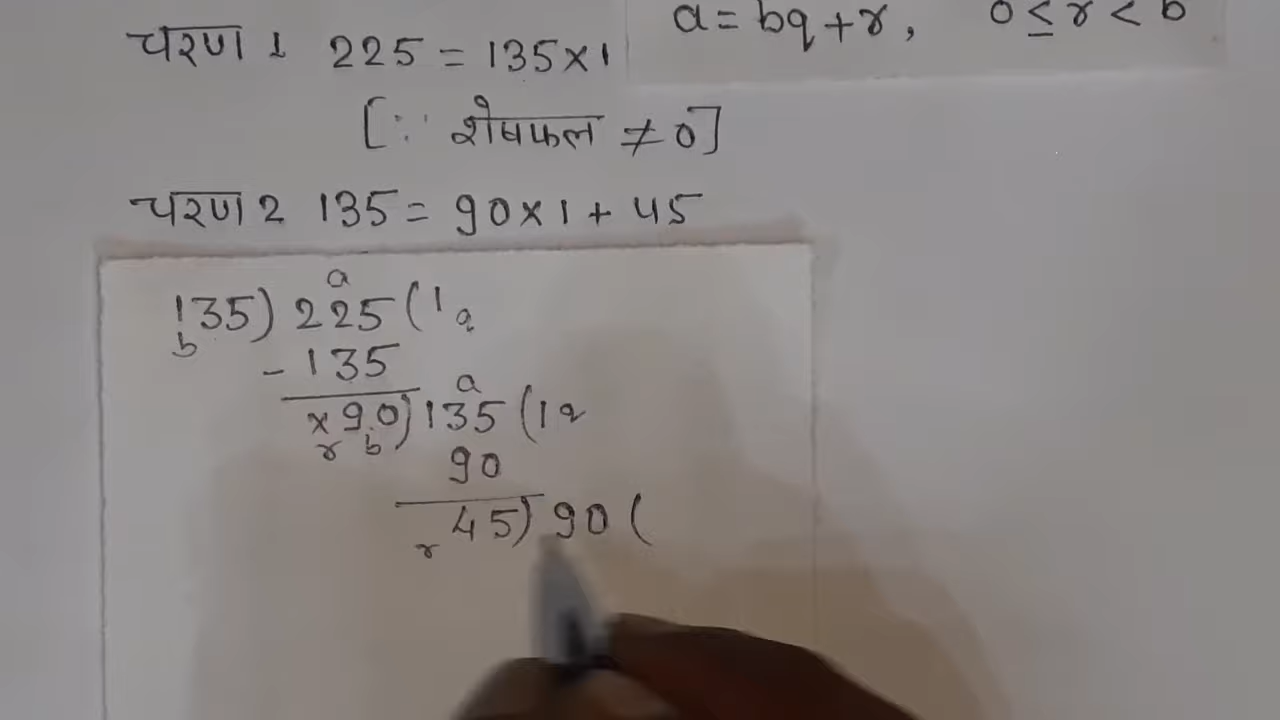 a = bq + r, 0 ≤ r < b
चरण 1 225 = 135 × 1
[∵ शेषफल ≠ 0]
चरण 2 135 = 90 × 1 + 45
a
135) 225 (1 q
b
- 135
a
× 90) 135 (1 q
r b
90
45) 90 (
r